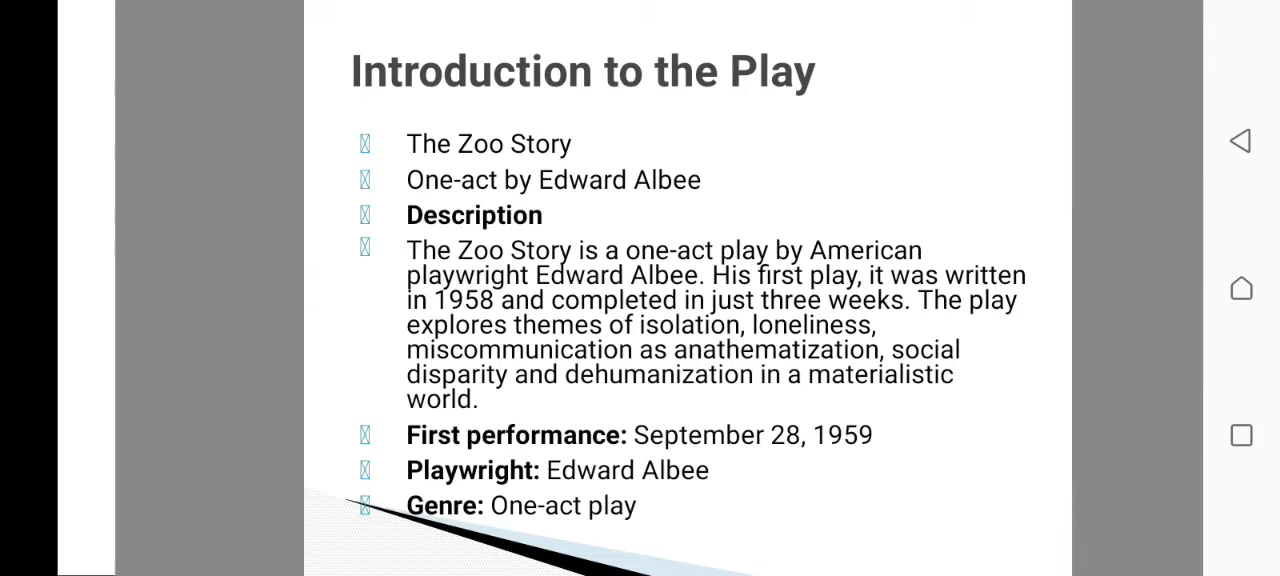 Introduction to the Play
The Zoo Story
One-act by Edward Albee
Description
The Zoo Story is a one-act play by American
playwright Edward Albee. His first play, it was written
in 1958 and completed in just three weeks. The play
explores themes of isolation, loneliness,
miscommunication as anathematization, social
disparity and dehumanization in a materialistic
world.
First performance: September 28, 1959
Playwright: Edward Albee
Genre: One-act play